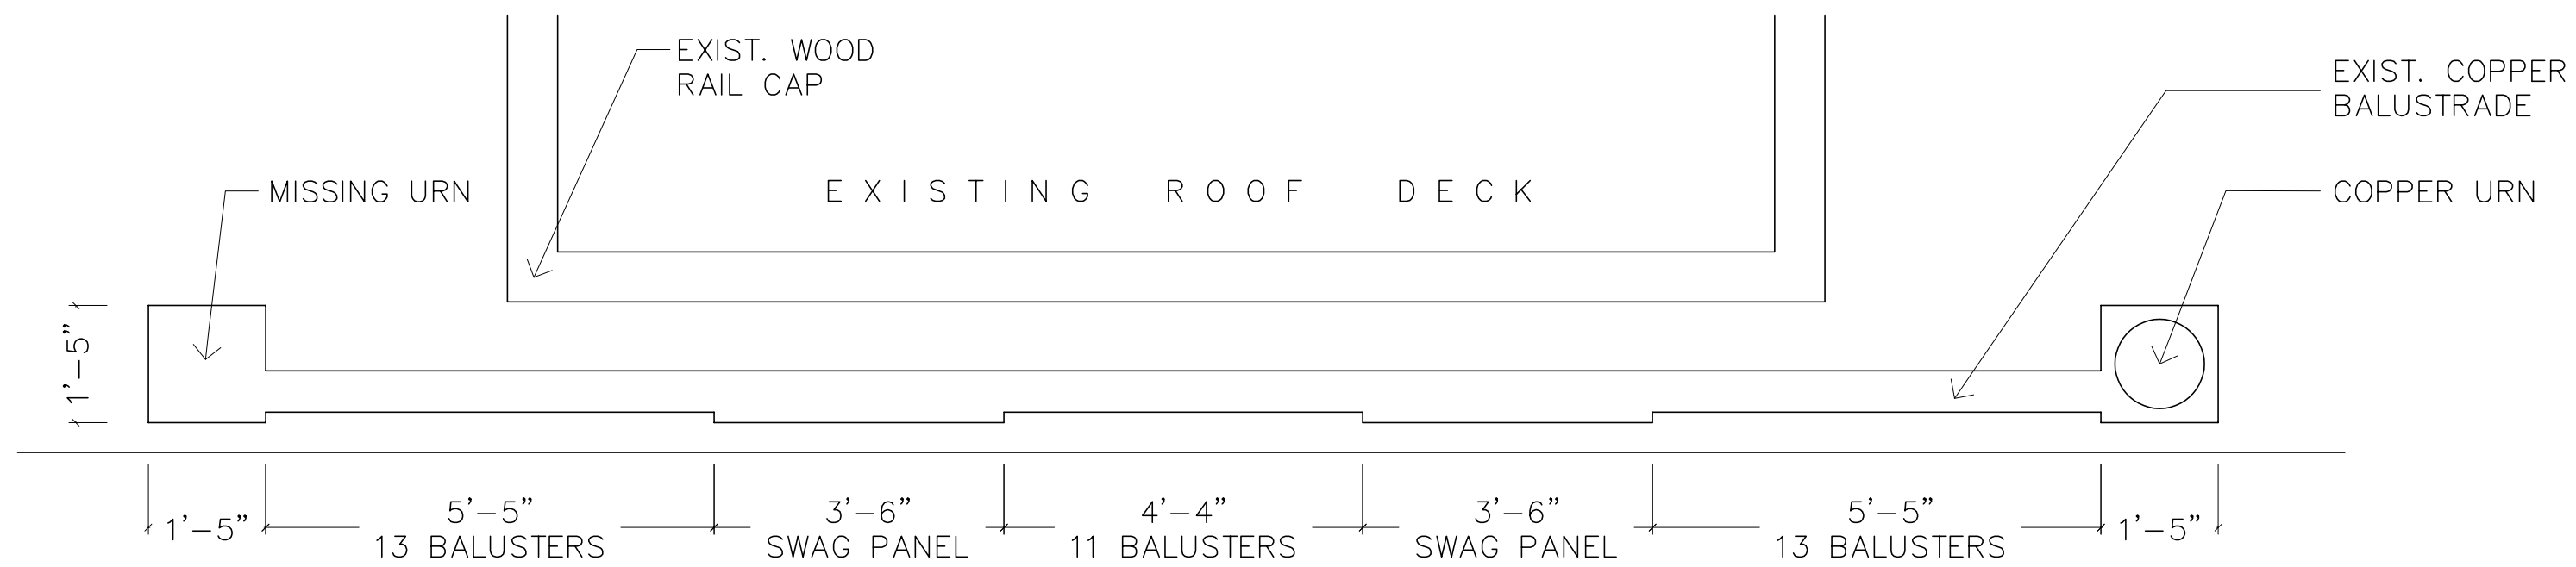 EXIST. WOOD
RAIL CAP
EXIST. COPPER
BALUSTRADE
MISSING URN
EXISTING ROOF DECK
COPPER URN
1'-5"
1'-5"
5'-5"
13 BALUSTERS
3'-6"
SWAG PANEL
4'-4"
11 BALUSTERS
3'-6"
SWAG PANEL
5'-5"
13 BALUSTERS
1'-5"